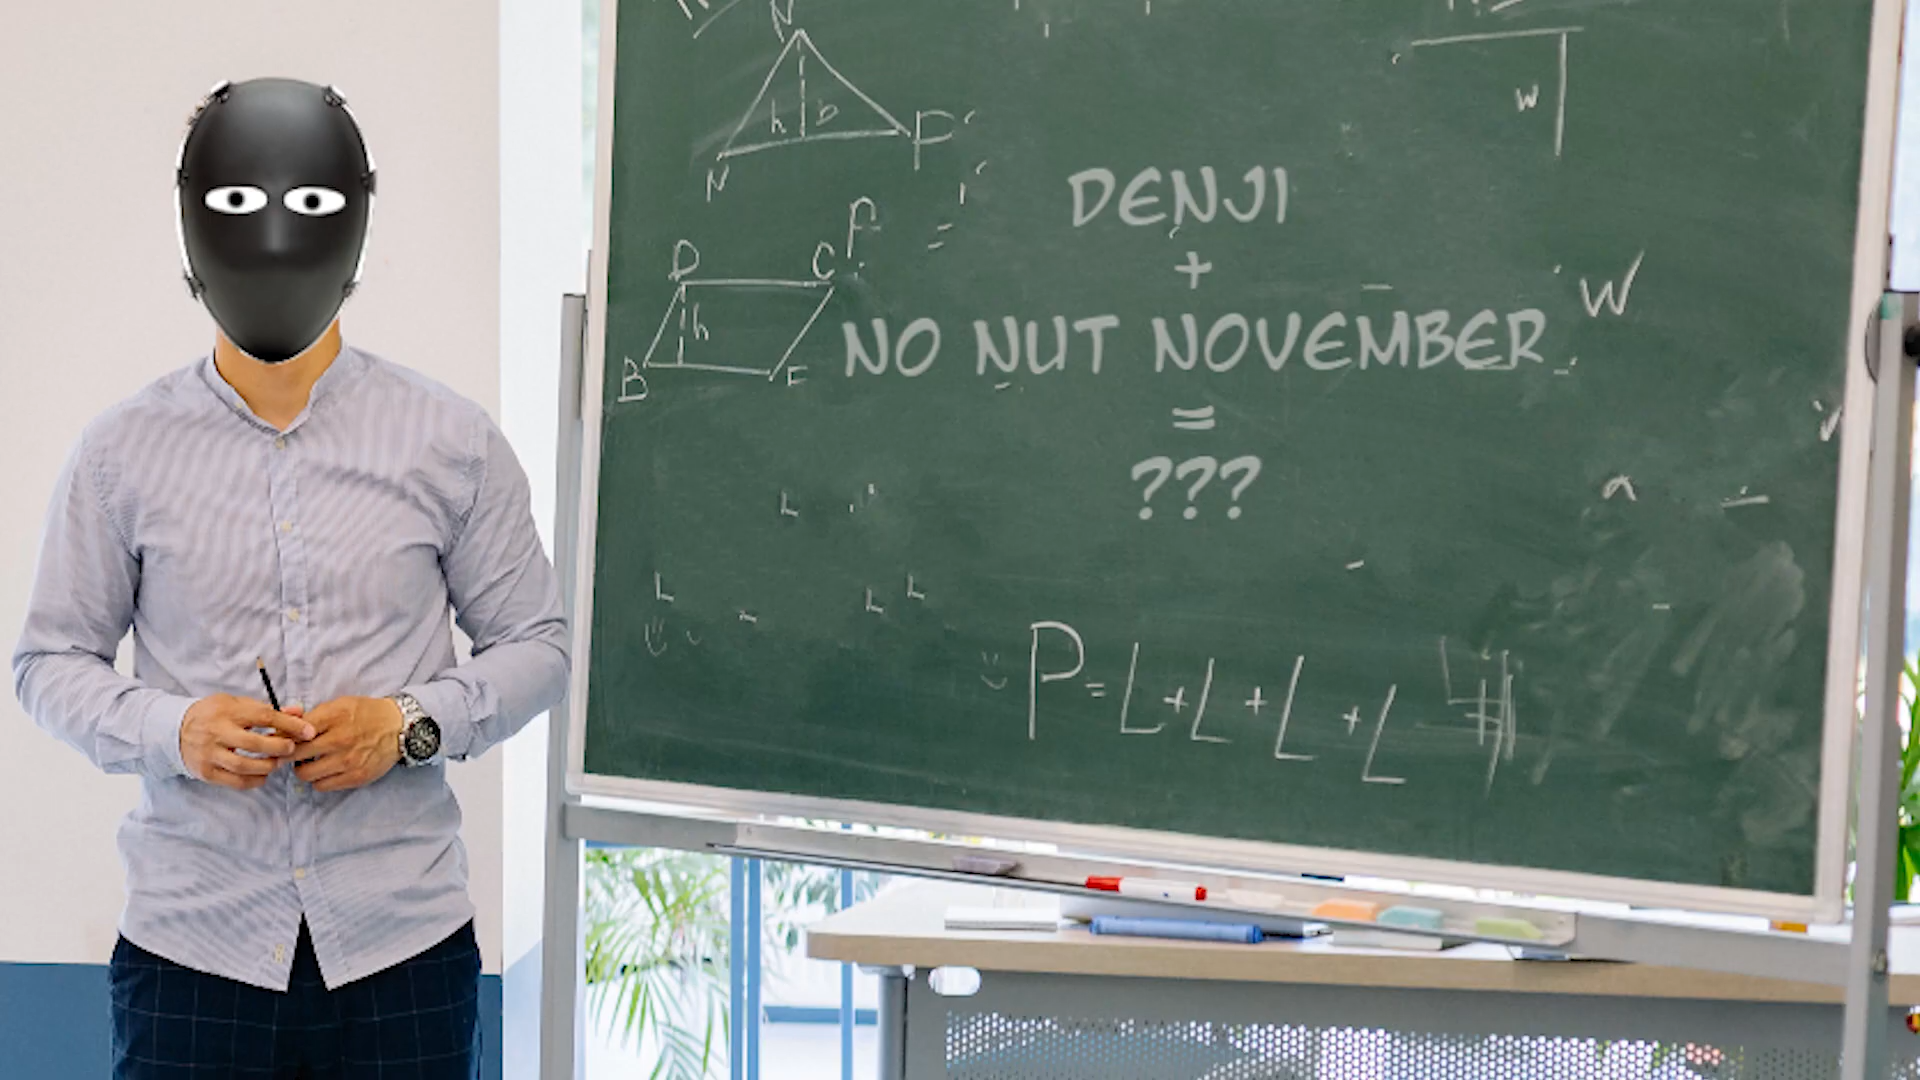 N
h b
N P
D C P
h
B F
=
W
W
DENJI
+
NO NUT NOVEMBER
=
???
a
L
L L L
P=L+L+L+L